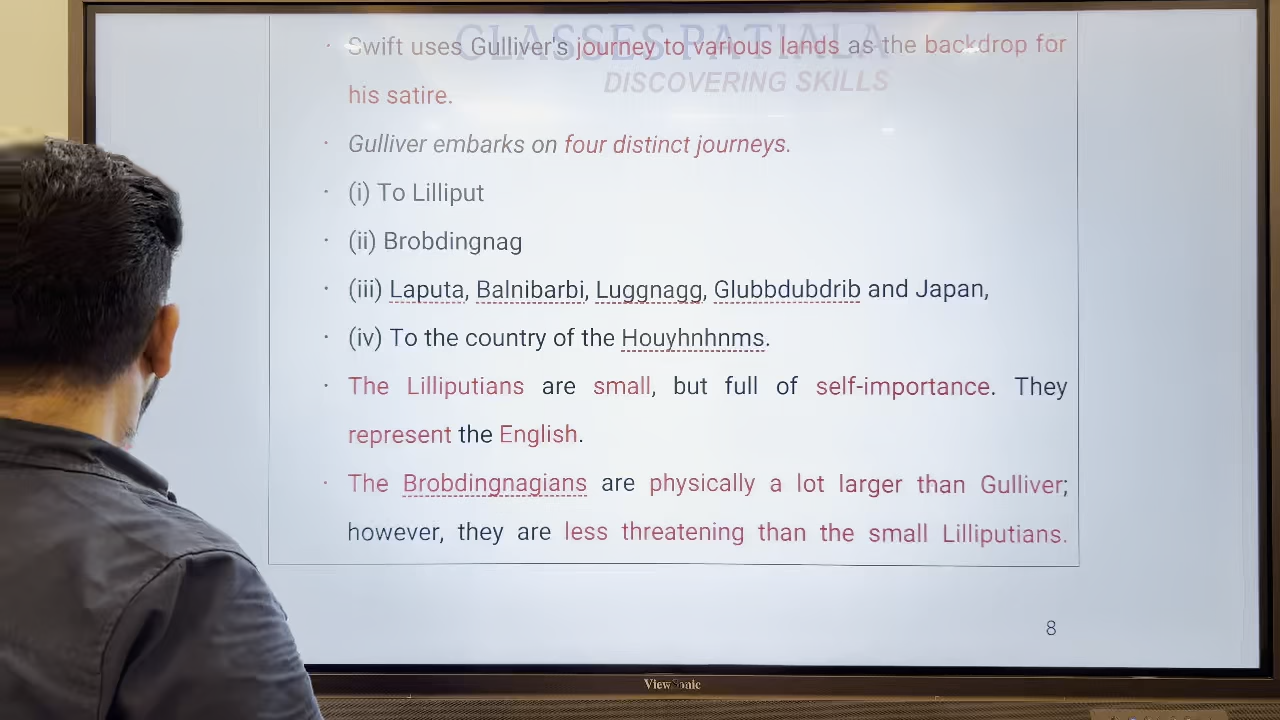 CLASSES PATIALA
DISCOVERING SKILLS
· Swift uses Gulliver's journey to various lands as the backdrop for
his satire.
· Gulliver embarks on four distinct journeys.
· (i) To Lilliput
· (ii) Brobdingnag
· (iii) Laputa, Balnibarbi, Luggnagg, Glubbdubdrib and Japan,
· (iv) To the country of the Houyhnhnms.
· The Lilliputians are small, but full of self-importance. They
represent the English.
· The Brobdingnagians are physically a lot larger than Gulliver;
however, they are less threatening than the small Lilliputians.
8
ViewSonic